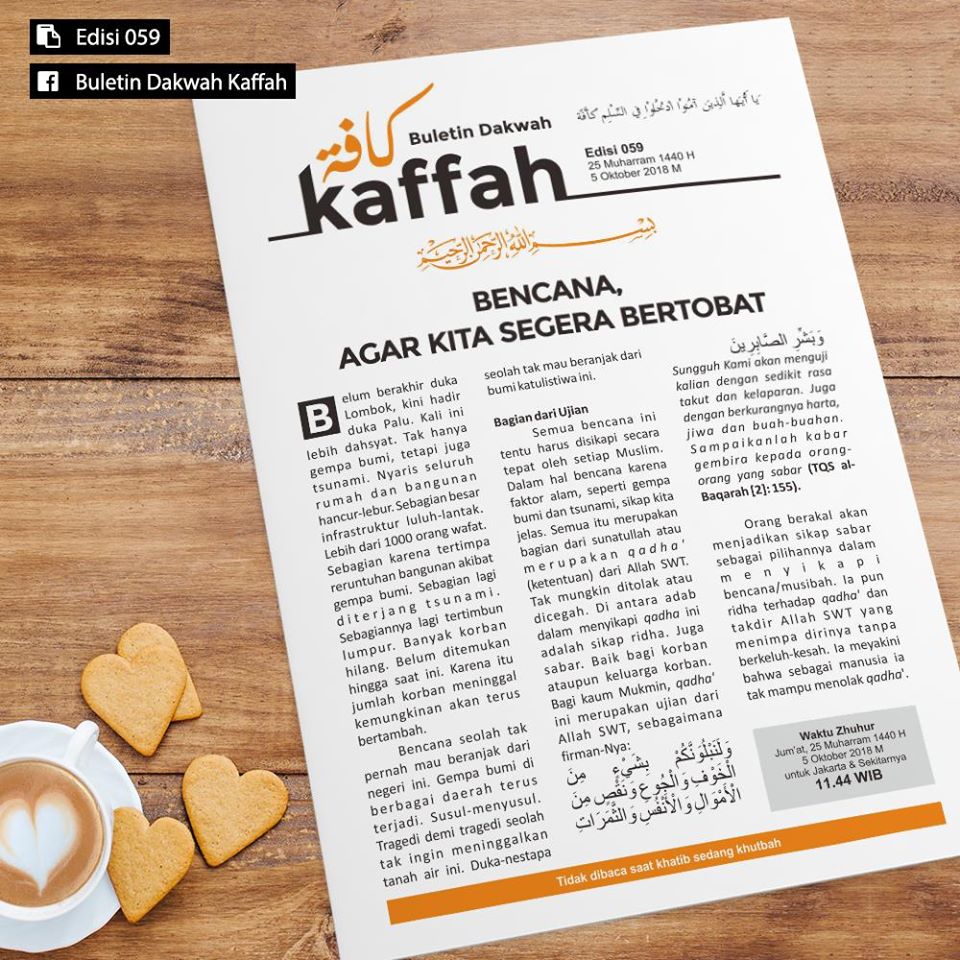 Edisi 059
Buletin Dakwah Kaffah
كافة
Buletin Dakwah
kaffah
يَا أَيُّهَا الَّذِينَ آمَنُوا ادْخُلُوا فِي السِّلْمِ كَافَّةً
Edisi 059
25 Muharram 1440 H
5 Oktober 2018 M
بِسْمِ اللهِ الرَّحْمَنِ الرَّحِيْمِ
BENCANA,
AGAR KITA SEGERA BERTOBAT
Belum berakhir duka
Lombok, kini hadir
duka Palu. Kali ini
lebih dahsyat. Tak hanya
gempa bumi, tetapi juga
tsunami. Nyaris seluruh
rumah dan bangunan
hancur-lebur. Sebagian besar
infrastruktur luluh-lantak.
Lebih dari 1000 orang wafat.
Sebagian karena tertimpa
reruntuhan bangunan akibat
gempa bumi. Sebagian lagi
diterjang tsunami.
Sebagiannya lagi tertimbun
lumpur. Banyak korban
hilang. Belum ditemukan
hingga saat ini. Karena itu
jumlah korban meninggal
kemungkinan akan terus
bertambah.
Bencana seolah tak
pernah mau beranjak dari
negeri ini. Gempa bumi di
berbagai daerah terus
terjadi. Susul-menyusul.
Tragedi demi tragedi seolah
tak ingin meninggalkan
tanah air ini. Duka-nestapa
seolah tak mau beranjak dari
bumi katulistiwa ini.
Bagian dari Ujian
Semua bencana ini
tentu harus disikapi secara
tepat oleh setiap Muslim.
Dalam hal bencana karena
faktor alam, seperti gempa
bumi dan tsunami, sikap kita
jelas. Semua itu merupakan
bagian dari sunatullah atau
merupakan qadha'
(ketentuan) dari Allah SWT.
Tak mungkin ditolak atau
dicegah. Di antara adab
dalam menyikapi qadha ini
adalah sikap ridha. Juga
sabar. Baik bagi korban
ataupun keluarga korban.
Bagi kaum Mukmin, qadha'
ini merupakan ujian dari
Allah SWT, sebagaimana
firman-Nya:
وَلَنَبْلُوَنَّكُمْ بِشَيْءٍ مِنَ
الْخَوْفِ وَالْجُوعِ وَنَقْصٍ مِنَ
الْأَمْوَالِ وَالْأَنْفُسِ وَالثَّمَرَاتِ
وَبَشِّرِ الصَّابِرِينَ
Sungguh Kami akan menguji
kalian dengan sedikit rasa
takut dan kelaparan. Juga
dengan berkurangnya harta,
jiwa dan buah-buahan.
Sampaikanlah kabar
gembira kepada orang-
orang yang sabar (TQS al-
Baqarah [2]: 155).
Orang berakal akan
menjadikan sikap sabar
sebagai pilihannya dalam
menyikapi
bencana/musibah. Ia pun
ridha terhadap qadha' dan
takdir Allah SWT yang
menimpa dirinya tanpa
berkeluh-kesah. Ia meyakini
bahwa sebagai manusia ia
tak mampu menolak qadha'.
Waktu Zhuhur
Jum'at, 25 Muharram 1440 H
5 Oktober 2018 M
untuk Jakarta & Sekitarnya
11.44 WIB
Tidak dibaca saat khatib sedang khutbah